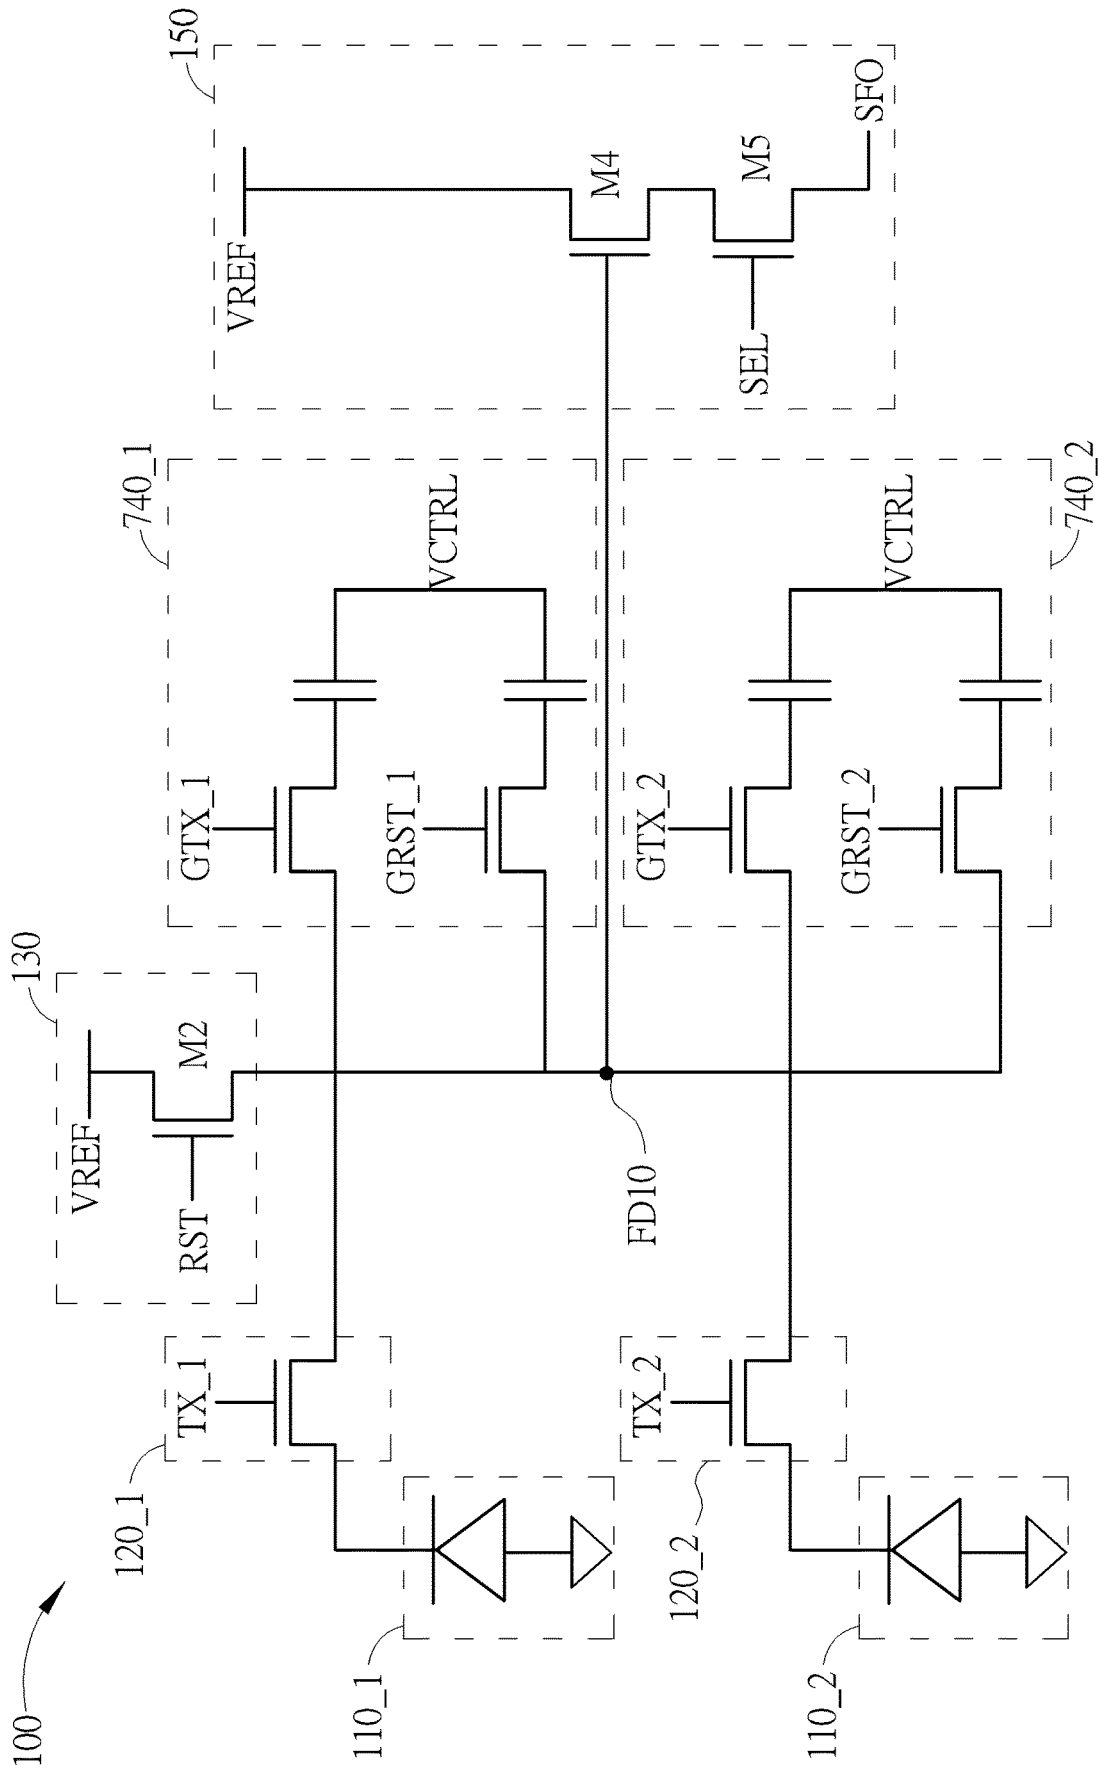 100
110_1
120_1
TX_1
130
VREF
RST
M2
FD10
740_1
GTX_1
GRST_1
VCTRL
150
VREF
M4
SEL
M5
SFO
110_2
120_2
TX_2
740_2
GTX_2
GRST_2
VCTRL